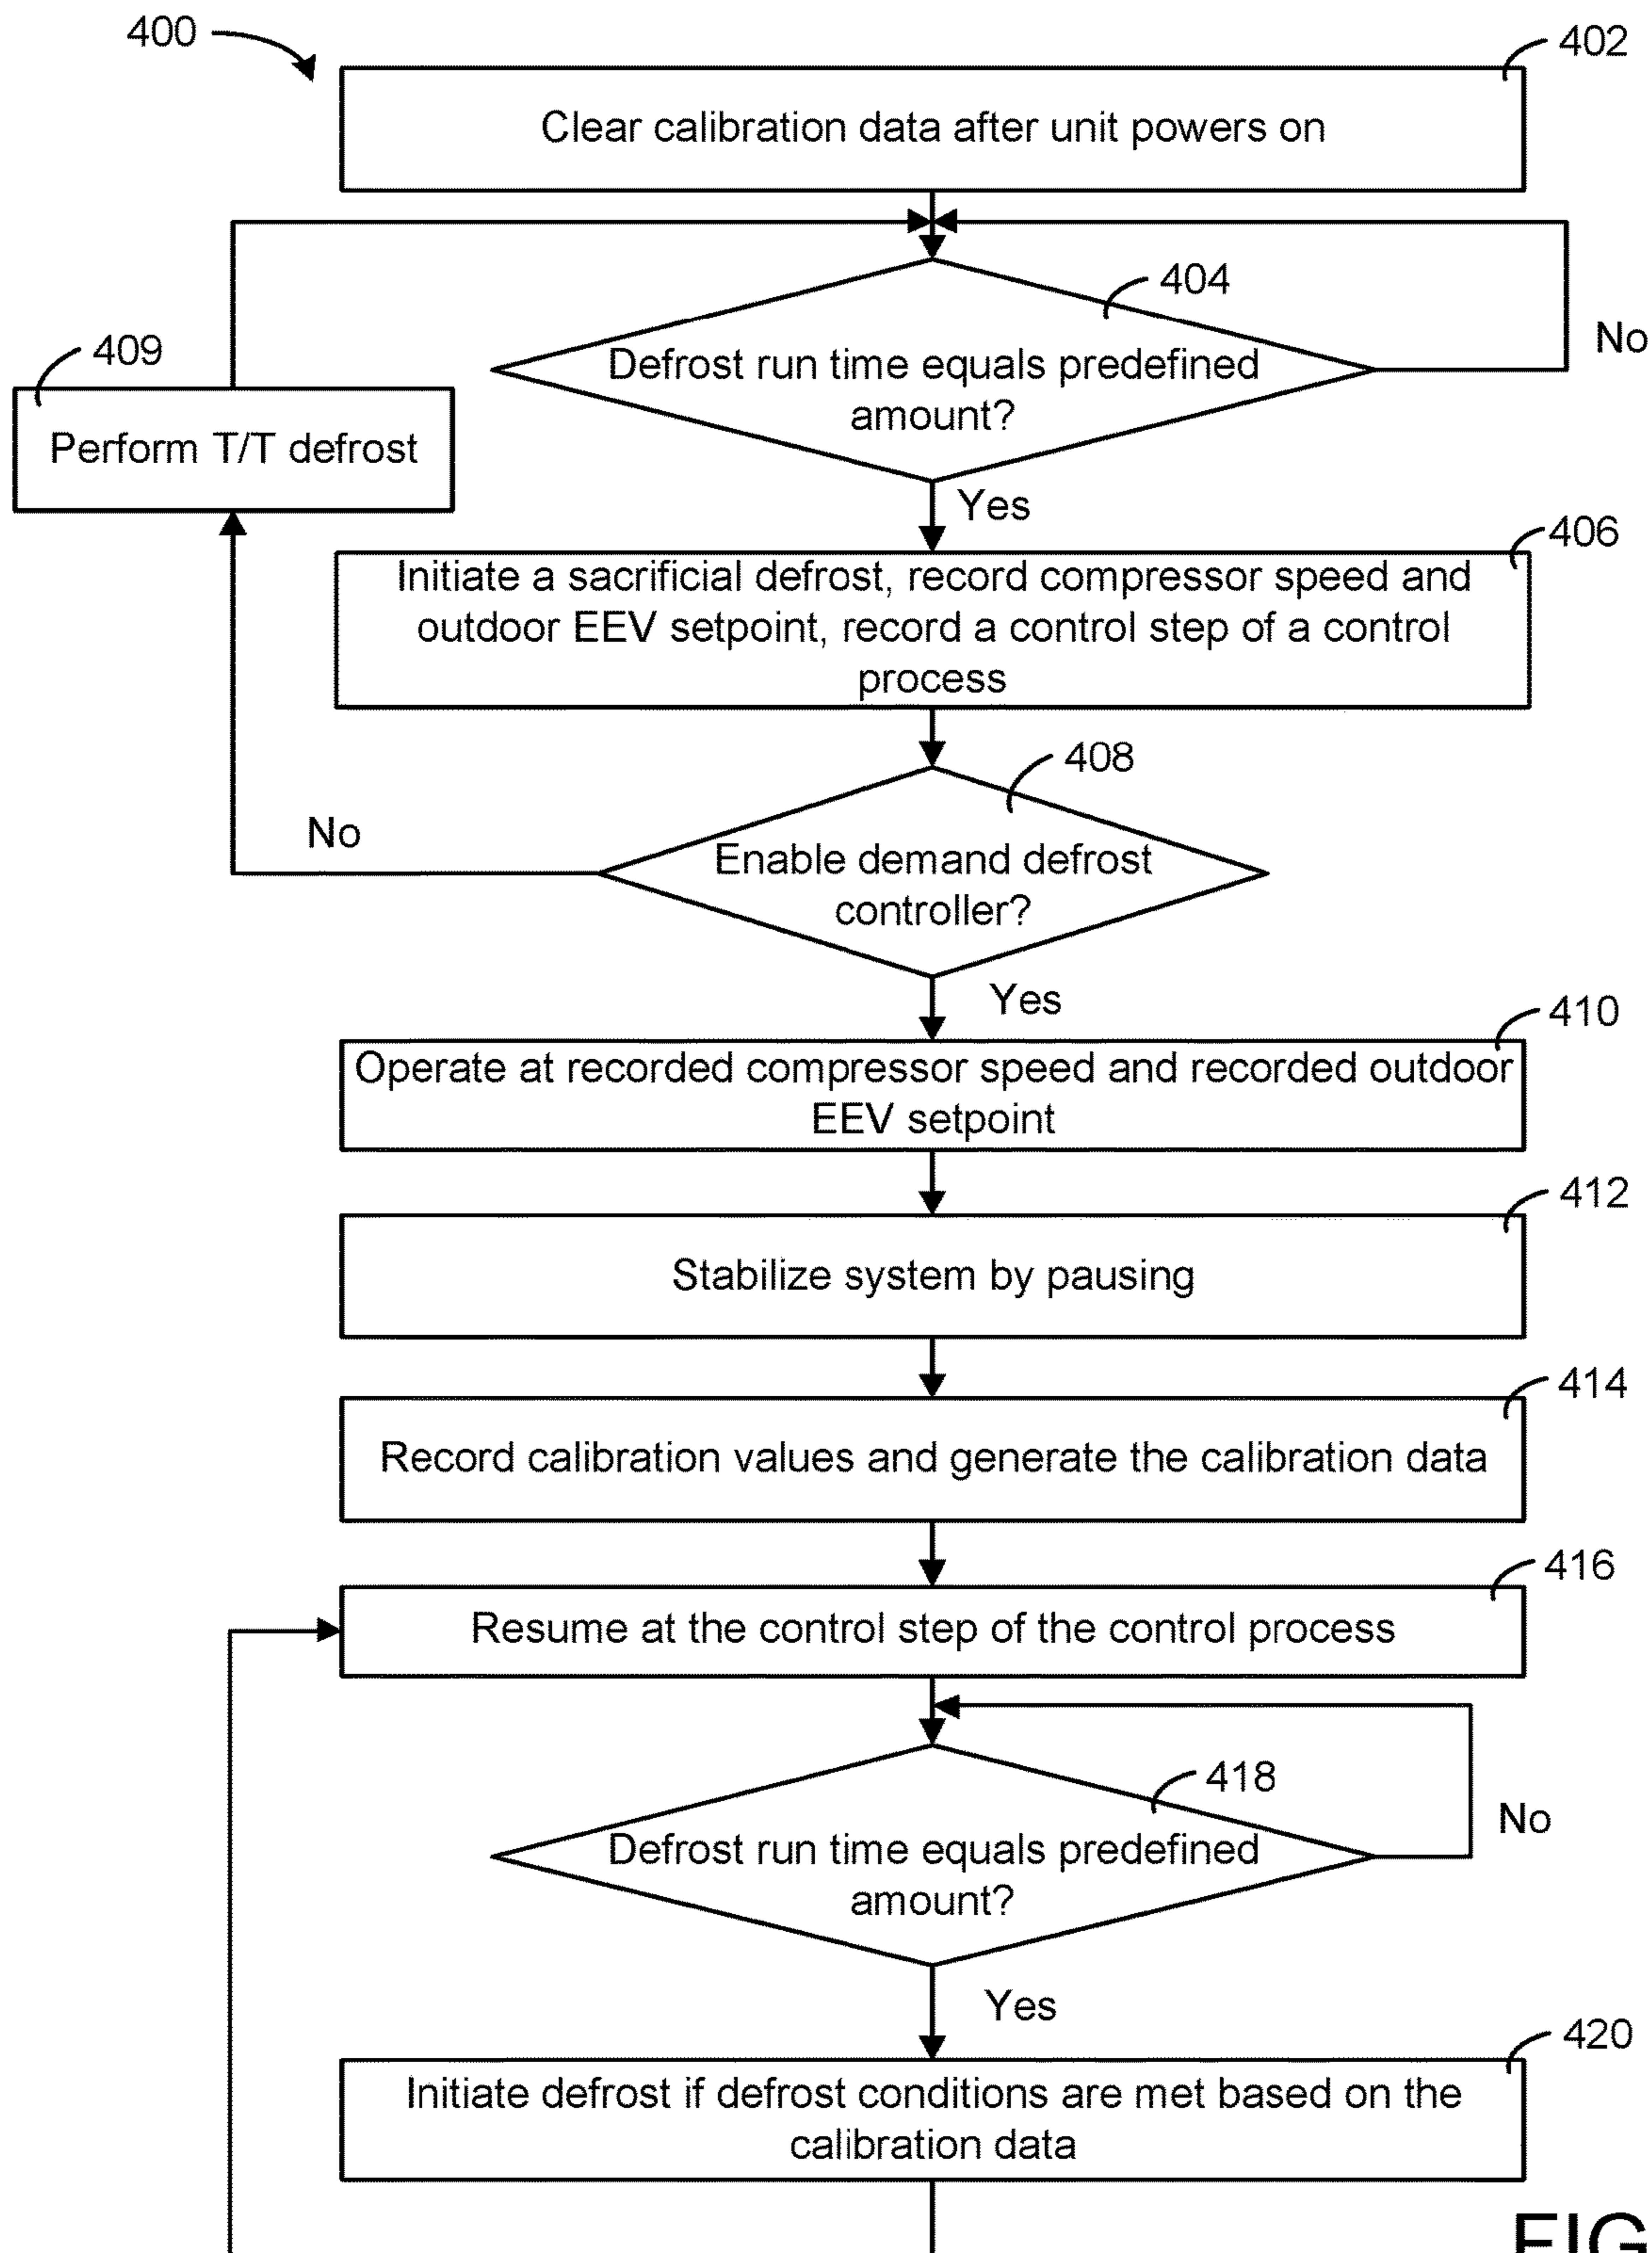 400
402
Clear calibration data after unit powers on
404
No
Defrost run time equals predefined
amount?
409
Perform T/T defrost
Yes
406
Initiate a sacrificial defrost, record compressor speed and
outdoor EEV setpoint, record a control step of a control
process
408
No
Enable demand defrost
controller?
Yes
410
Operate at recorded compressor speed and recorded outdoor
EEV setpoint
412
Stabilize system by pausing
414
Record calibration values and generate the calibration data
416
Resume at the control step of the control process
418
No
Defrost run time equals predefined
amount?
Yes
420
Initiate defrost if defrost conditions are met based on the
calibration data
FIG